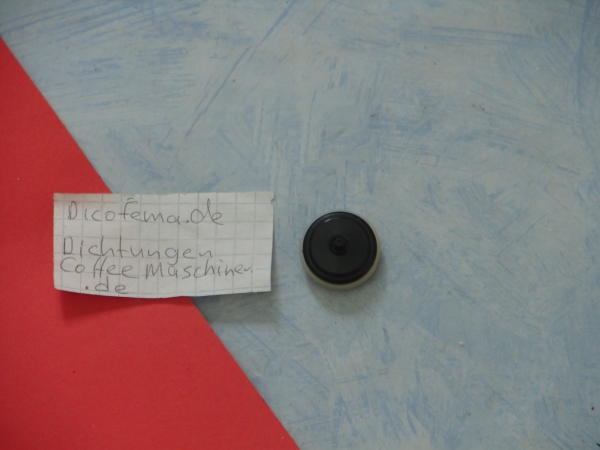 Dicofema.de
Dichtungen
Coffee Maschinen
.de